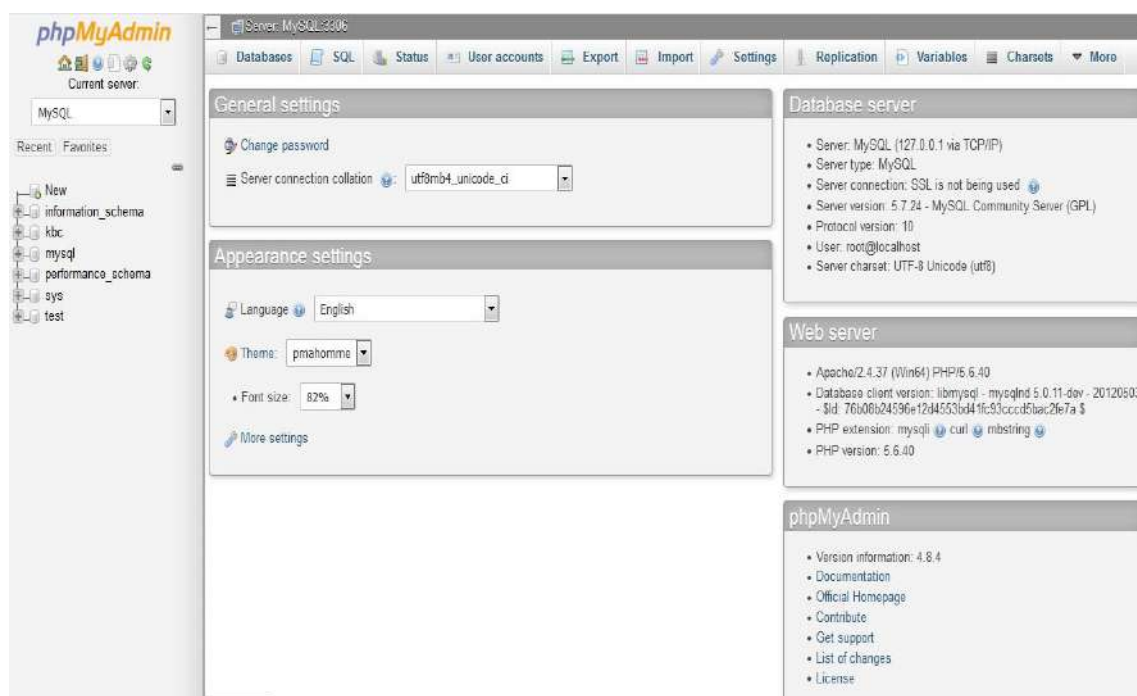 phpMyAdmin
Current server:
MySQL
Recent Favorites
New
information_schema
kbc
mysql
performance_schema
sys
test
Server: MySQL:3306
Databases SQL Status User accounts Export Import Settings Replication Variables Charsets More
General settings
Change password
Server connection collation : utf8mb4_unicode_ci
Appearance settings
Language English
Theme: pmahomme
• Font size: 82%
More settings
Database server
• Server: MySQL (127.0.0.1 via TCP/IP)
• Server type: MySQL
• Server connection: SSL is not being used
• Server version: 5.7.24 - MySQL Community Server (GPL)
• Protocol version: 10
• User: root@localhost
• Server charset: UTF-8 Unicode (utf8)
Web server
• Apache/2.4.37 (Win64) PHP/5.6.40
• Database client version: libmysql - mysqlnd 5.0.11-dev - 20120503
- $Id: 76b08b24596e12d4553bd41fc93cccd5bac2fe7a $
• PHP extension: mysqli curl mbstring
• PHP version: 5.6.40
phpMyAdmin
• Version information: 4.8.4
• Documentation
• Official Homepage
• Contribute
• Get support
• List of changes
• License